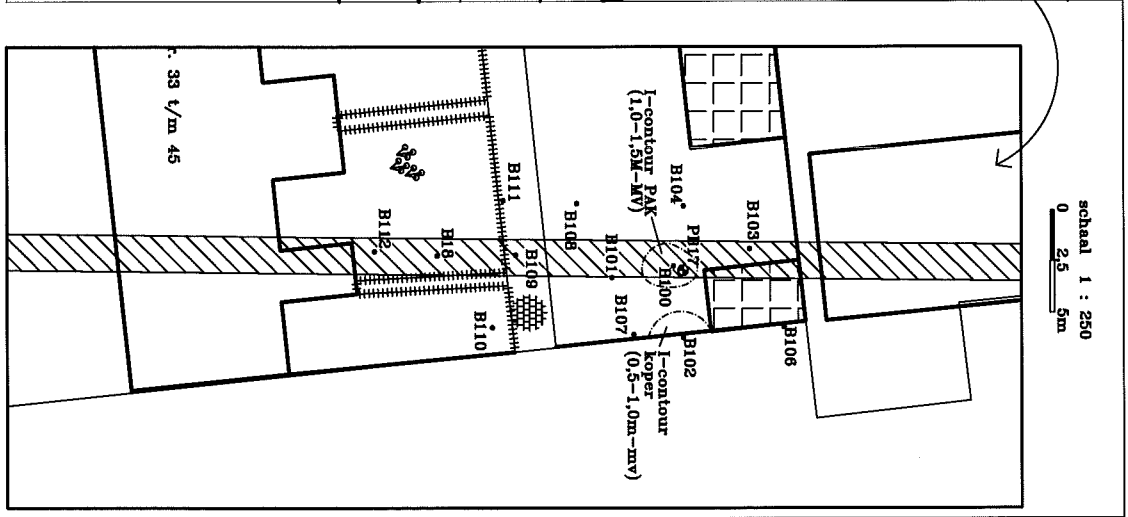 schaal 1 : 250
0 2,5 5m
B106
B103
B102
I-contour
koper
(0,5-1,0m-mv)
PB17
B100
B104
I-contour PAK
(1,0-1,5M-MV)
B107
B101
B108
B109
B111
B110
B18
B112
r. 33 t/m 45